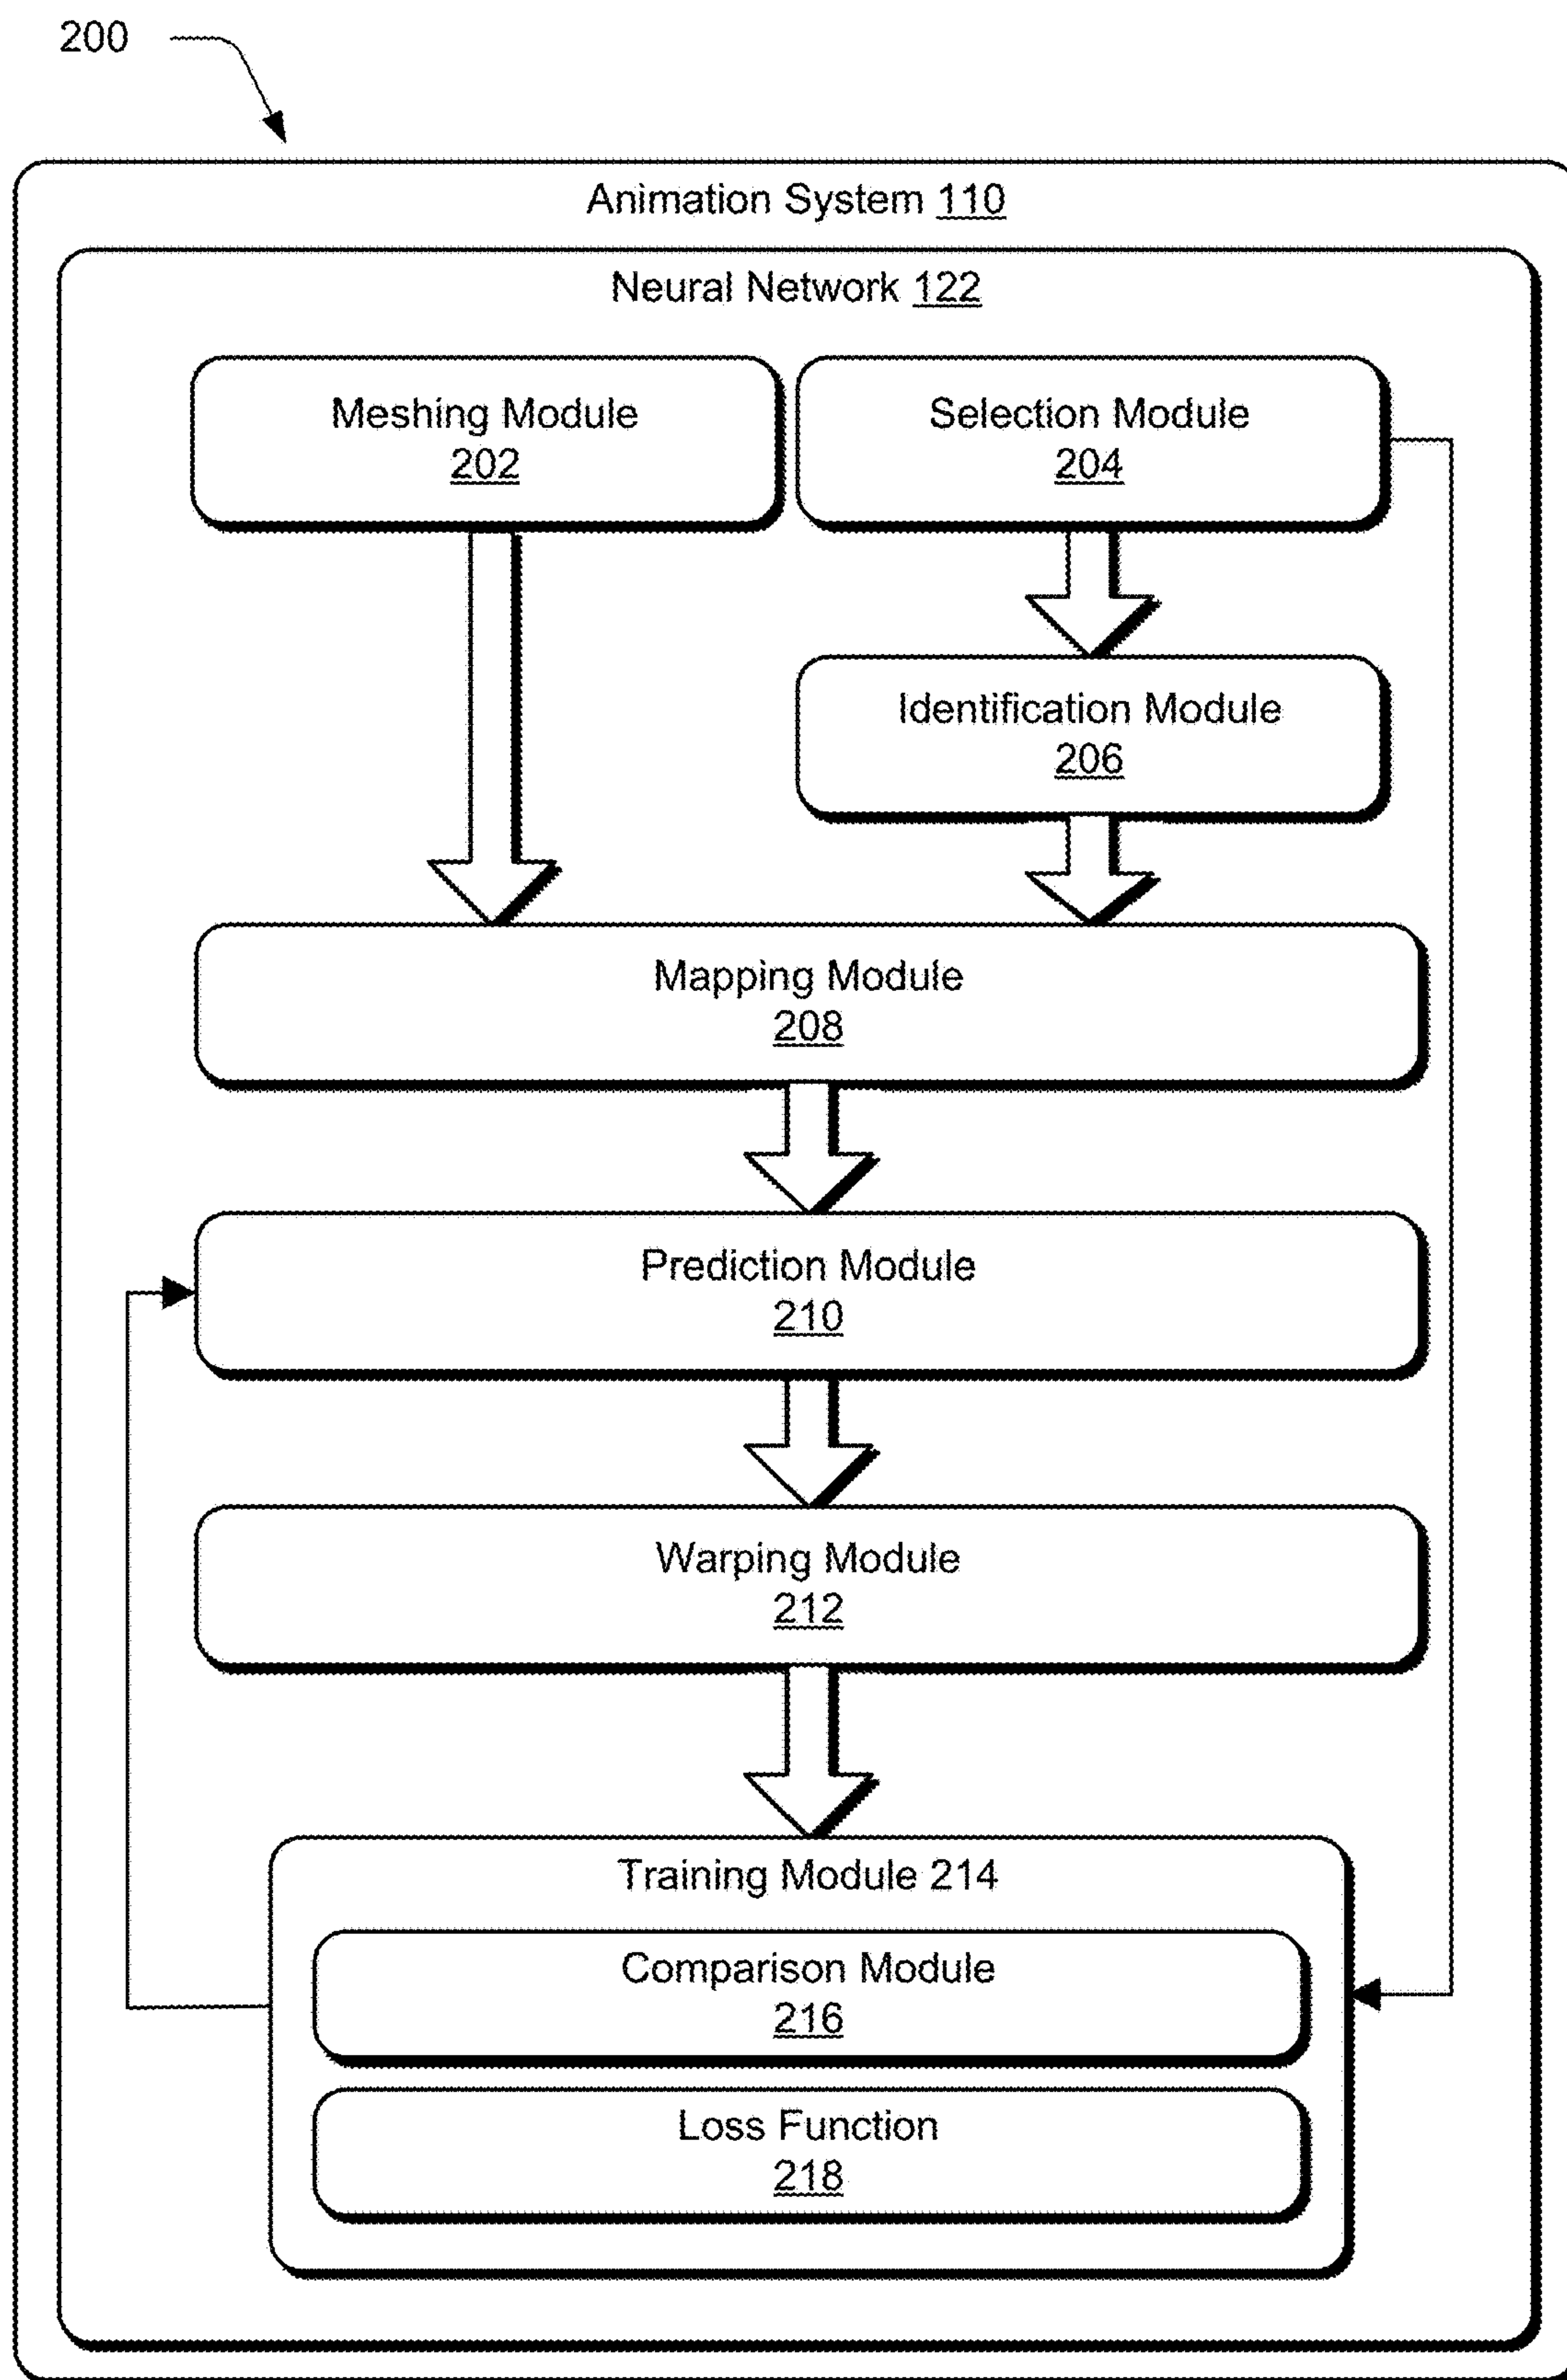 200
Animation System 110
Neural Network 122
Meshing Module
202
Selection Module
204
Identification Module
206
Mapping Module
208
Prediction Module
210
Warping Module
212
Training Module 214
Comparison Module
216
Loss Function
218